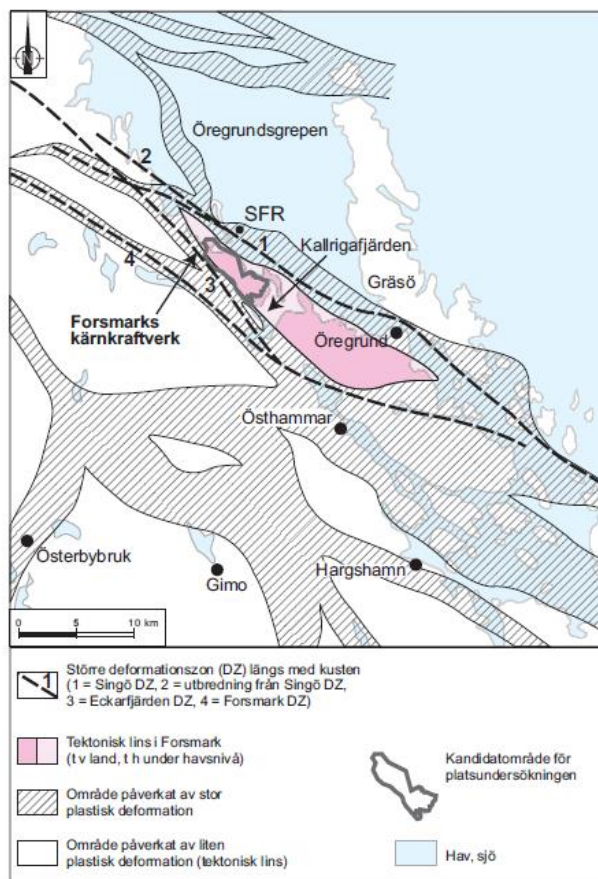 N
Öregrundsgrepen
2
SFR
1
Kallrigafjärden
4
3
Gräsö
Forsmarks
kärnkraftverk
Öregrund
Östhammar
Österbybruk
Gimo
Hargshamn
0 5 10 km
1
Större deformationszon (DZ) längs med kusten
(1 = Singö DZ, 2 = utbredning från Singö DZ,
3 = Eckarfjärden DZ, 4 = Forsmark DZ)
Tektonisk lins i Forsmark
(t v land, t h under havsnivå)
Kandidatområde för
platsundersökningen
Område påverkat av stor
plastisk deformation
Område påverkat av liten
plastisk deformation (tektonisk lins)
Hav, sjö